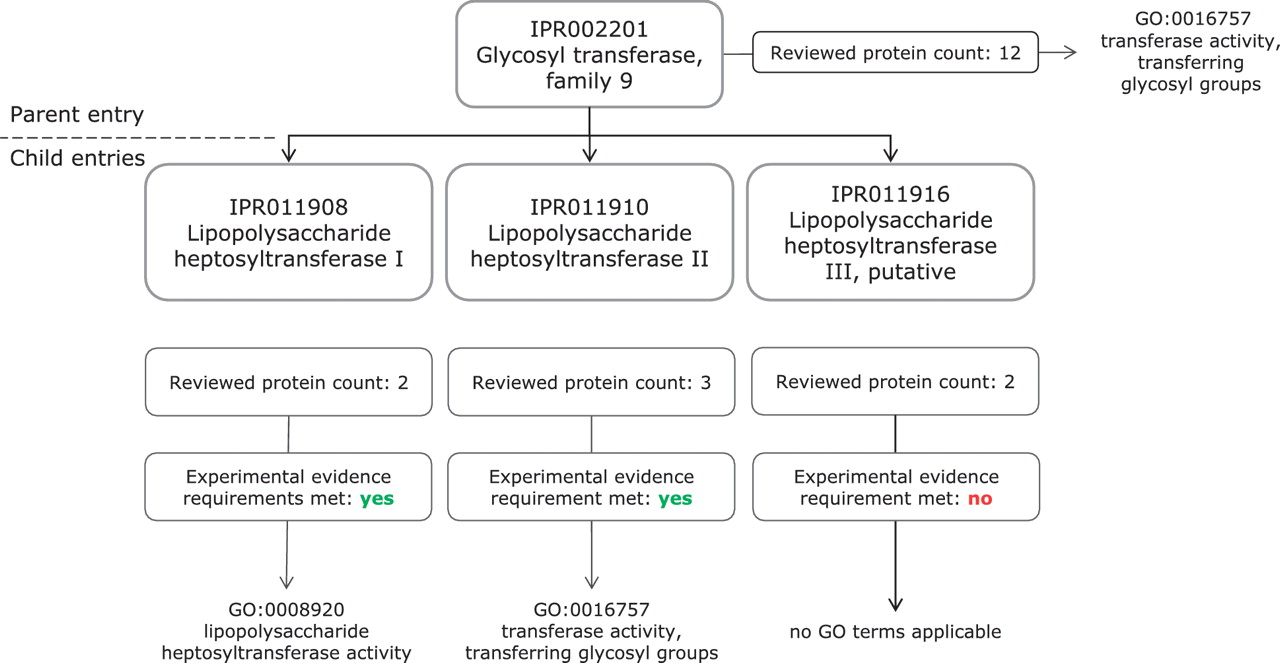 IPR002201
Glycosyl transferase,
family 9
Reviewed protein count: 12
GO:0016757
transferase activity,
transferring
glycosyl groups
Parent entry
Child entries
IPR011908
Lipopolysaccharide
heptosyltransferase I
IPR011910
Lipopolysaccharide
heptosyltransferase II
IPR011916
Lipopolysaccharide
heptosyltransferase
III, putative
Reviewed protein count: 2
Reviewed protein count: 3
Reviewed protein count: 2
Experimental evidence
requirements met: yes
Experimental evidence
requirement met: yes
Experimental evidence
requirement met: no
GO:0008920
lipopolysaccharide
heptosyltransferase activity
GO:0016757
transferase activity,
transferring glycosyl groups
no GO terms applicable